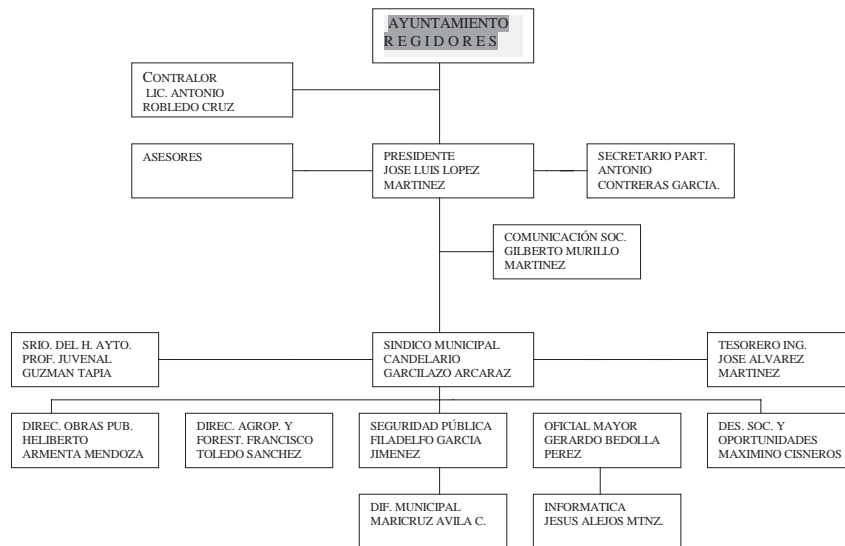 AYUNTAMIENTO
REGIDORES
CONTRALOR
LIC. ANTONIO
ROBLEDO CRUZ
ASESORES
PRESIDENTE
JOSE LUIS LOPEZ
MARTINEZ
SECRETARIO PART.
ANTONIO
CONTRERAS GARCIA.
COMUNICACIÓN SOC.
GILBERTO MURILLO
MARTINEZ
SRIO. DEL H. AYTO.
PROF. JUVENAL
GUZMAN TAPIA
SINDICO MUNICIPAL
CANDELARIO
GARCILAZO ARCARAZ
TESORERO ING.
JOSE ALVAREZ
MARTINEZ
DIREC. OBRAS PUB.
HELIBERTO
ARMENTA MENDOZA
DIREC. AGROP. Y
FOREST. FRANCISCO
TOLEDO SANCHEZ
SEGURIDAD PÚBLICA
FILADELFO GARCIA
JIMENEZ
OFICIAL MAYOR
GERARDO BEDOLLA
PEREZ
DES. SOC. Y
OPORTUNIDADES
MAXIMINO CISNEROS
DIF. MUNICIPAL
MARICRUZ AVILA C.
INFORMATICA
JESUS ALEJOS MTNZ.